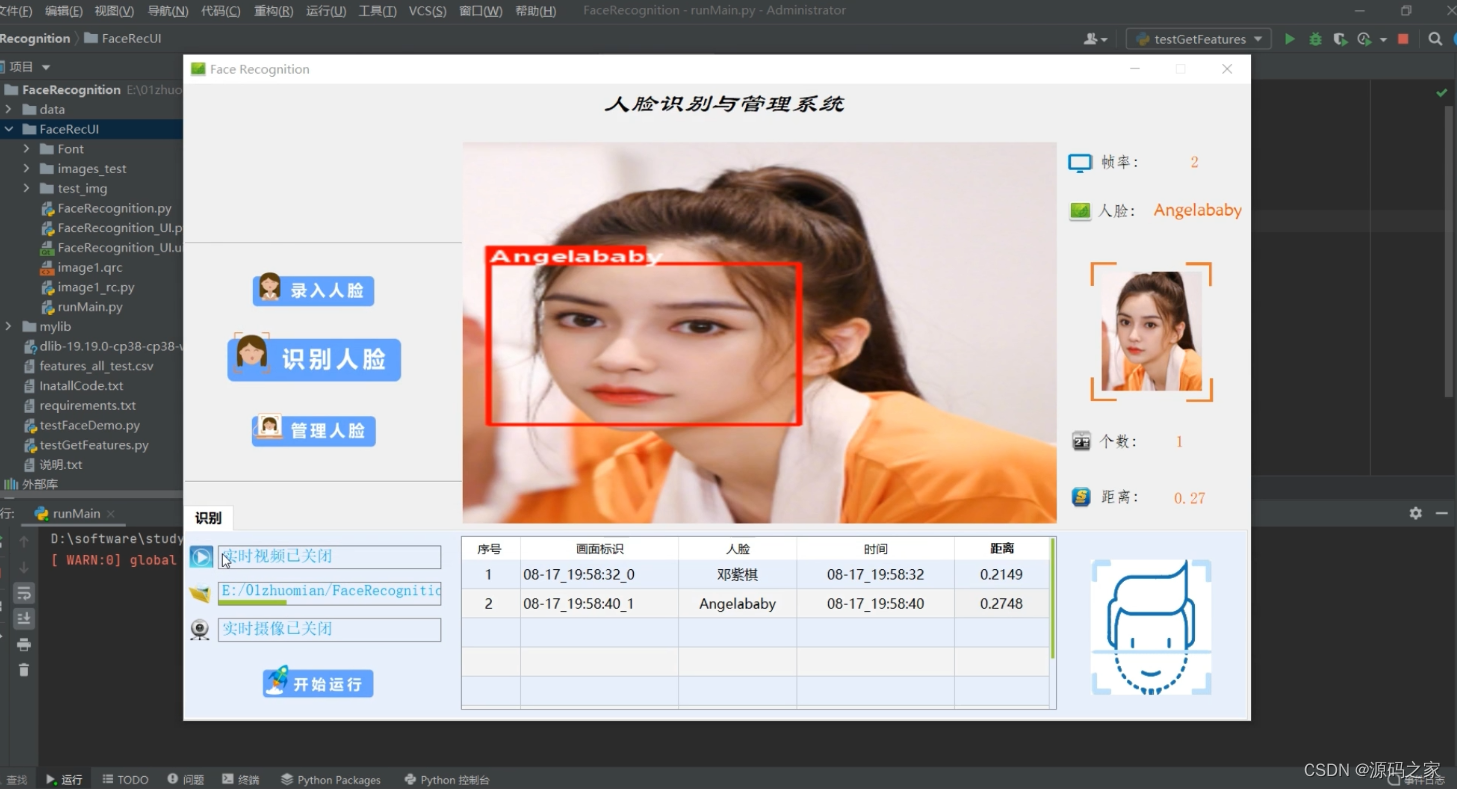 文件(F) 编辑(E) 视图(V) 导航(N) 代码(C) 重构(R) 运行(U) 工具(T) VCS(S) 窗口(W) 帮助(H) FaceRecognition - runMain.py - Administrator
Recognition FaceRecUI
testGetFeatures
项目
FaceRecognition E:\01zhuo
data
FaceRecUI
Font
images_test
test_img
FaceRecognition.py
FaceRecognition_UI.p
FaceRecognition_UI.u
image1.qrc
image1_rc.py
runMain.py
mylib
dlib-19.19.0-cp38-cp38-w
features_all_test.csv
InatallCode.txt
requirements.txt
testFaceDemo.py
testGetFeatures.py
说明.txt
外部库
Face Recognition
人脸识别与管理系统
录入人脸
识别人脸
管理人脸
Angelababy
帧率: 2
人脸: Angelababy
个数: 1
距离: 0.27
识别
实时视频已关闭
E:/01zhuomian/FaceRecognitic
实时摄像已关闭
开始运行
序号 画面标识 人脸 时间 距离
1 08-17_19:58:32_0 邓紫棋 08-17_19:58:32 0.2149
2 08-17_19:58:40_1 Angelababy 08-17_19:58:40 0.2748
行: runMain
D:\software\study
[ WARN:0] global
查找 运行 TODO 问题 终端 Python Packages Python 控制台
事件日志
CSDN @源码之家